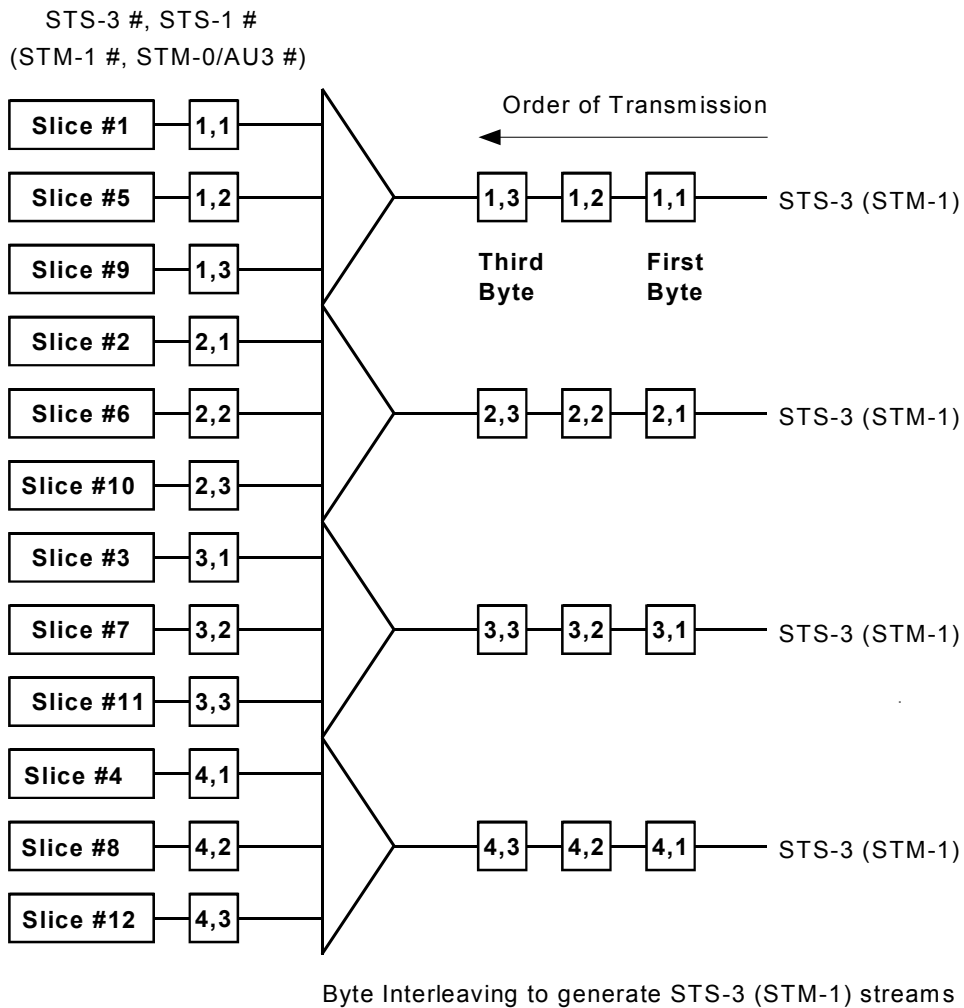 STS-3 #, STS-1 #
(STM-1 #, STM-0/AU3 #)
Order of Transmission
Slice #1 1,1
Slice #5 1,2 1,3 1,2 1,1 STS-3 (STM-1)
Slice #9 1,3
Third Byte First Byte
Slice #2 2,1
Slice #6 2,2 2,3 2,2 2,1 STS-3 (STM-1)
Slice #10 2,3
Slice #3 3,1
Slice #7 3,2 3,3 3,2 3,1 STS-3 (STM-1)
Slice #11 3,3
Slice #4 4,1
Slice #8 4,2 4,3 4,2 4,1 STS-3 (STM-1)
Slice #12 4,3
Byte Interleaving to generate STS-3 (STM-1) streams